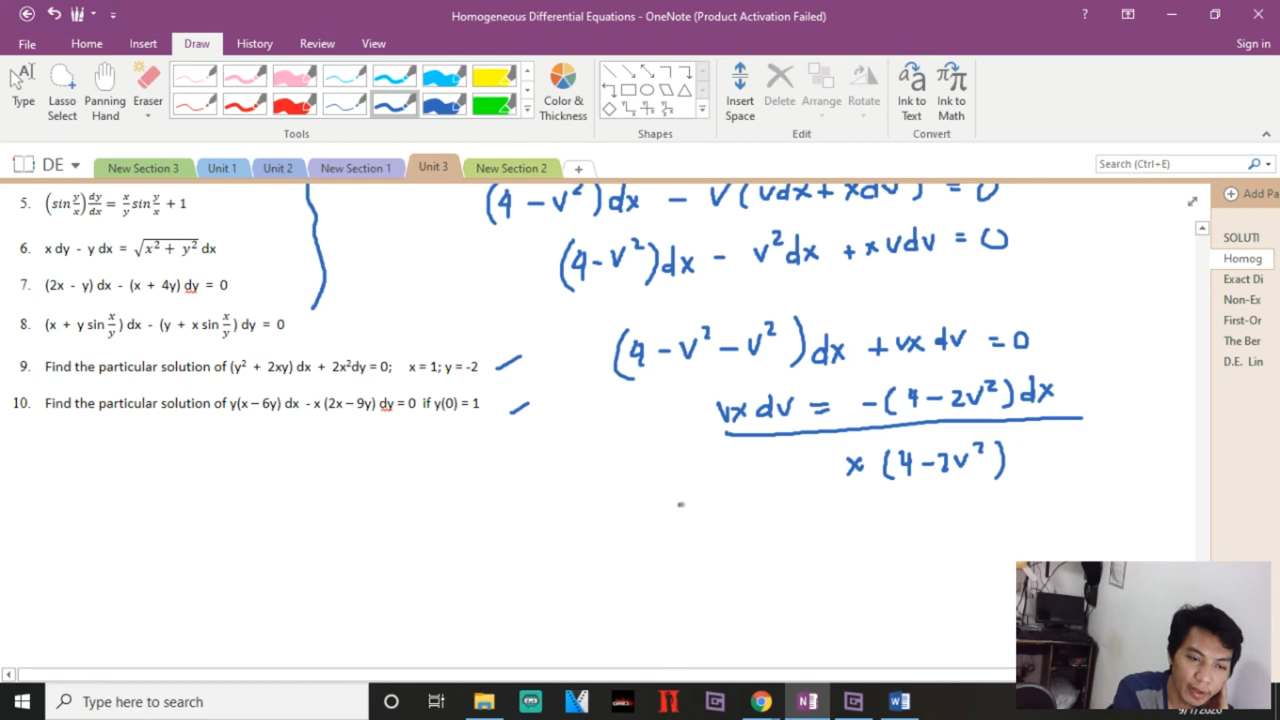 Homogeneous Differential Equations - OneNote (Product Activation Failed)
?
File Home Insert Draw History Review View
Sign in
Type
Lasso Select
Panning Hand
Eraser
Color & Thickness
Insert Space
Delete
Arrange
Rotate
Ink to Text
Ink to Math
Tools
Shapes
Edit
Convert
DE
New Section 3
Unit 1
Unit 2
New Section 1
Unit 3
New Section 2
Search (Ctrl+E)
Add Pa
SOLUTI
Homog
Exact Di
Non-Ex
First-Or
The Ber
D.E. Lin
5. (sin y/x) dy/dx = x/y sin y/x + 1
6. x dy - y dx = √(x² + y²) dx
7. (2x - y) dx - (x + 4y) dy = 0
8. (x + y sin x/y) dx - (y + x sin x/y) dy = 0
9. Find the particular solution of (y² + 2xy) dx + 2x²dy = 0; x = 1; y = -2
10. Find the particular solution of y(x – 6y) dx - x (2x – 9y) dy = 0 if y(0) = 1
(4 - v²)dx - v(vdx + xdv) = 0
(4 - v²)dx - v²dx + xvdv = 0
(4 - v² - v²)dx + vx dv = 0
vx dv = -(4 - 2v²)dx
x (4 - 2v²)
Type here to search
9/1/2020